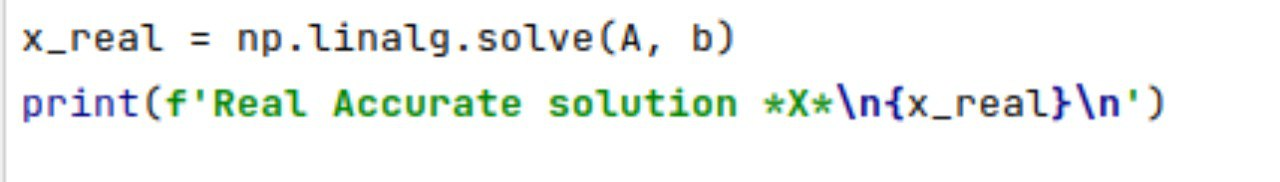 x_real = np.linalg.solve(A, b)
print(f'Real Accurate solution *X*\n{x_real}\n')